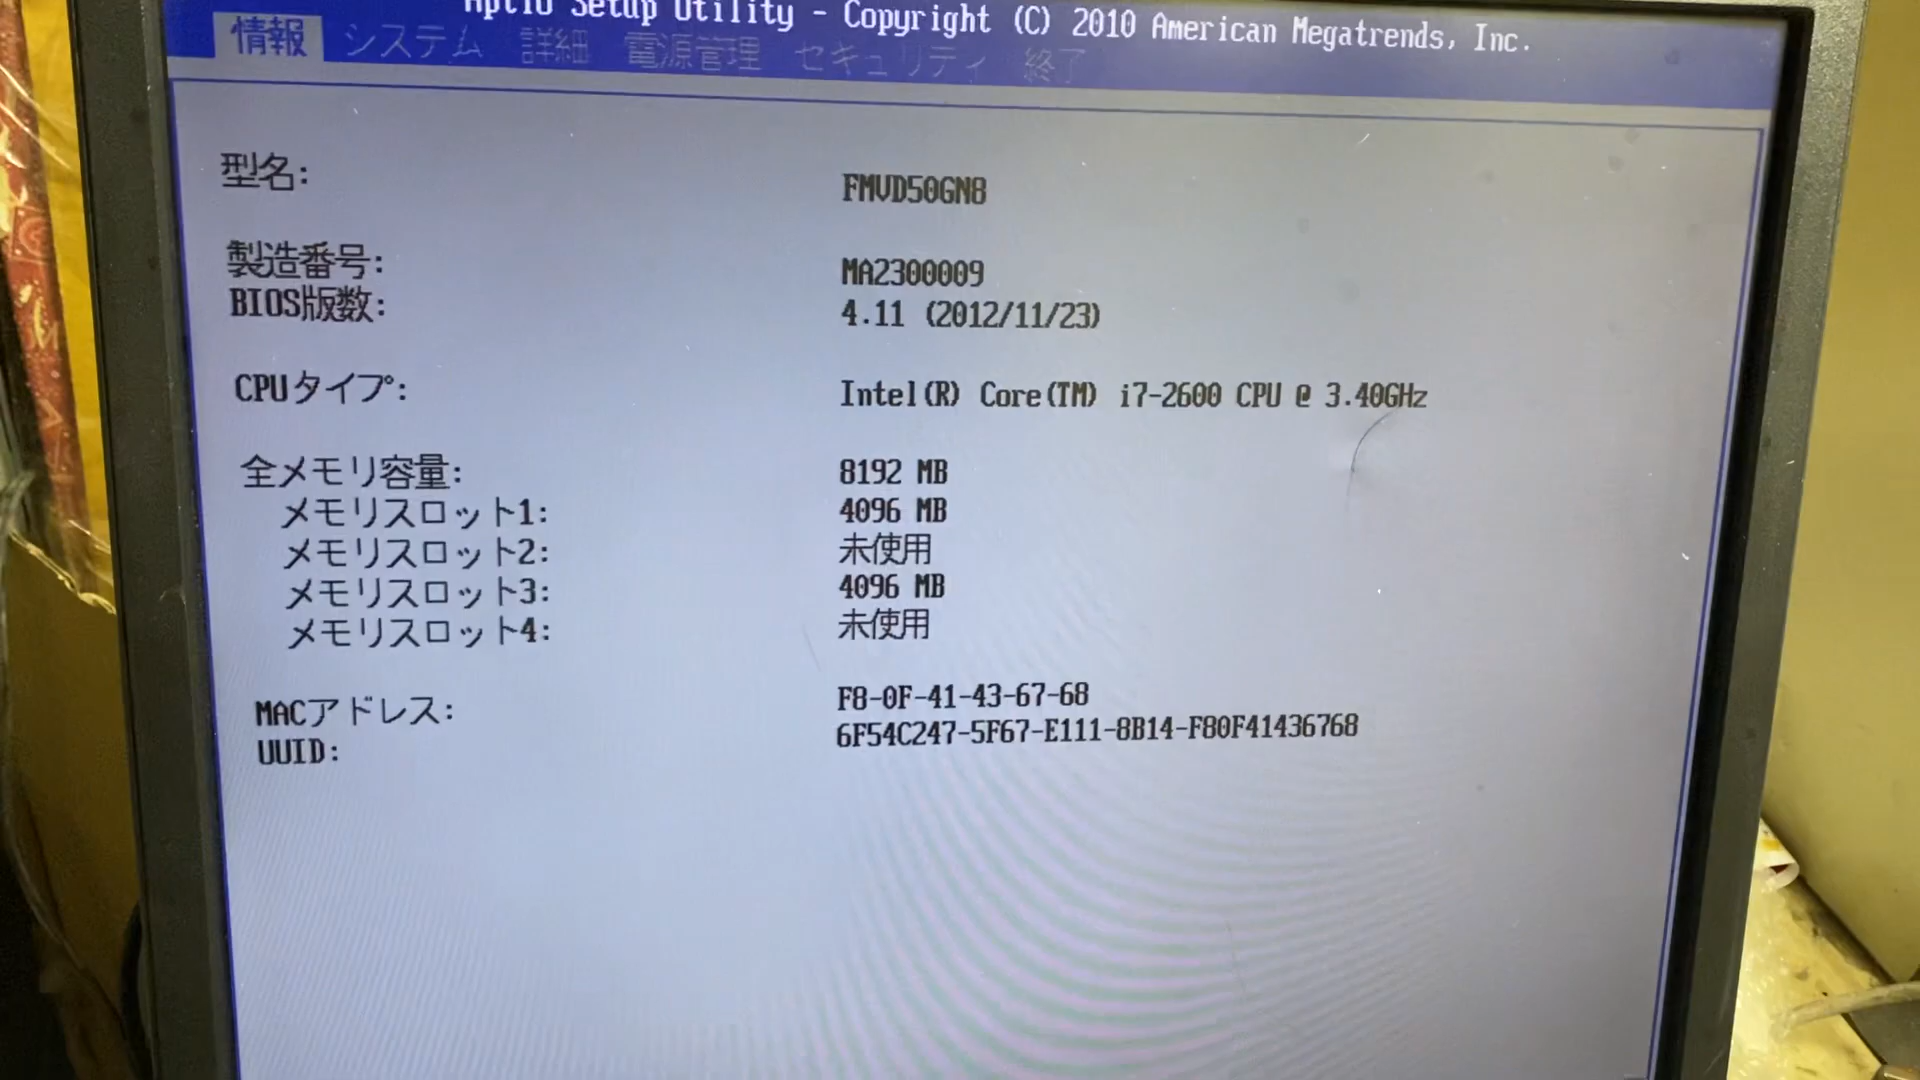 Aptio Setup Utility - Copyright (C) 2010 American Megatrends, Inc.
情報 システム 詳細 電源管理 セキュリティ 終了
型名: FMVD50GN8
製造番号: MA2300009
BIOS版数: 4.11 (2012/11/23)
CPUタイプ: Intel(R) Core(TM) i7-2600 CPU @ 3.40GHz
全メモリ容量: 8192 MB
メモリスロット1: 4096 MB
メモリスロット2: 未使用
メモリスロット3: 4096 MB
メモリスロット4: 未使用
MACアドレス: F8-0F-41-43-67-68
UUID: 6F54C247-5F67-E111-8B14-F80F41436768